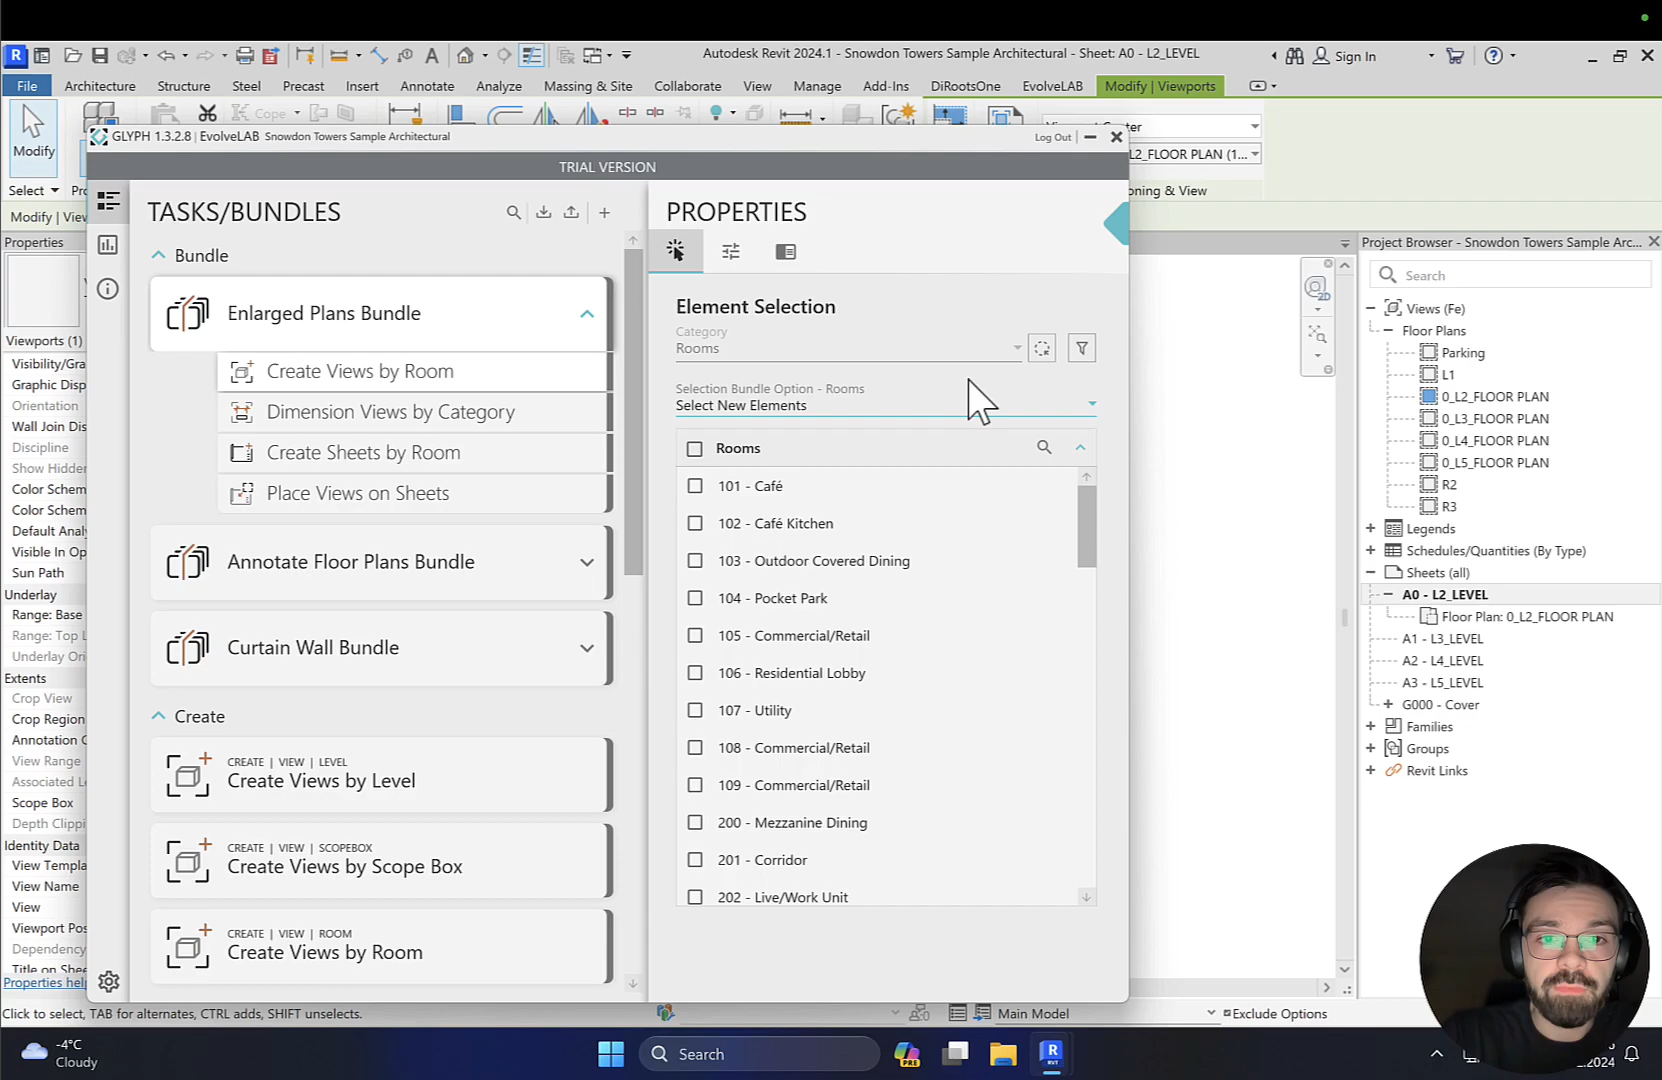 Autodesk Revit 2024.1 - Snowdon Towers Sample Architectural - Sheet: A0 - L2_LEVEL
Sign In
File
Architecture
Structure
Steel
Precast
Insert
Annotate
Analyze
Massing & Site
Collaborate
View
Manage
Add-Ins
DiRootsOne
EvolveLAB
Modify | Viewports
Modify
Cope
L2_FLOOR PLAN (1...
Select
oning & View
GLYPH 1.3.2.8 | EvolveLAB Snowdon Towers Sample Architectural
Log Out
TRIAL VERSION
TASKS/BUNDLES
Bundle
Enlarged Plans Bundle
Create Views by Room
Dimension Views by Category
Create Sheets by Room
Place Views on Sheets
Annotate Floor Plans Bundle
Curtain Wall Bundle
Create
CREATE | VIEW | LEVEL
Create Views by Level
CREATE | VIEW | SCOPEBOX
Create Views by Scope Box
CREATE | VIEW | ROOM
Create Views by Room
PROPERTIES
Element Selection
Category
Rooms
Selection Bundle Option - Rooms
Select New Elements
Rooms
101 - Café
102 - Café Kitchen
103 - Outdoor Covered Dining
104 - Pocket Park
105 - Commercial/Retail
106 - Residential Lobby
107 - Utility
108 - Commercial/Retail
109 - Commercial/Retail
200 - Mezzanine Dining
201 - Corridor
202 - Live/Work Unit
Modify | Viev
Properties
Viewports (1)
Visibility/Gra
Graphic Disp
Orientation
Wall Join Dis
Discipline
Show Hidden
Color Schem
Color Schem
Default Analy
Visible In Op
Sun Path
Underlay
Range: Base
Range: Top L
Underlay Ori
Extents
Crop View
Crop Region
Annotation C
View Range
Associated L
Scope Box
Depth Clippi
Identity Data
View Templa
View Name
View
Viewport Pos
Dependency
Title on Shee
Properties help
2D
Project Browser - Snowdon Towers Sample Arc...
Search
Views (Fe)
Floor Plans
Parking
L1
0_L2_FLOOR PLAN
0_L3_FLOOR PLAN
0_L4_FLOOR PLAN
0_L5_FLOOR PLAN
R2
R3
Legends
Schedules/Quantities (By Type)
Sheets (all)
A0 - L2_LEVEL
Floor Plan: 0_L2_FLOOR PLAN
A1 - L3_LEVEL
A2 - L4_LEVEL
A3 - L5_LEVEL
G000 - Cover
Families
Groups
Revit Links
Click to select, TAB for alternates, CTRL adds, SHIFT unselects.
Main Model
Exclude Options
-4°C
Cloudy
Search
PRE
RVT
.2024